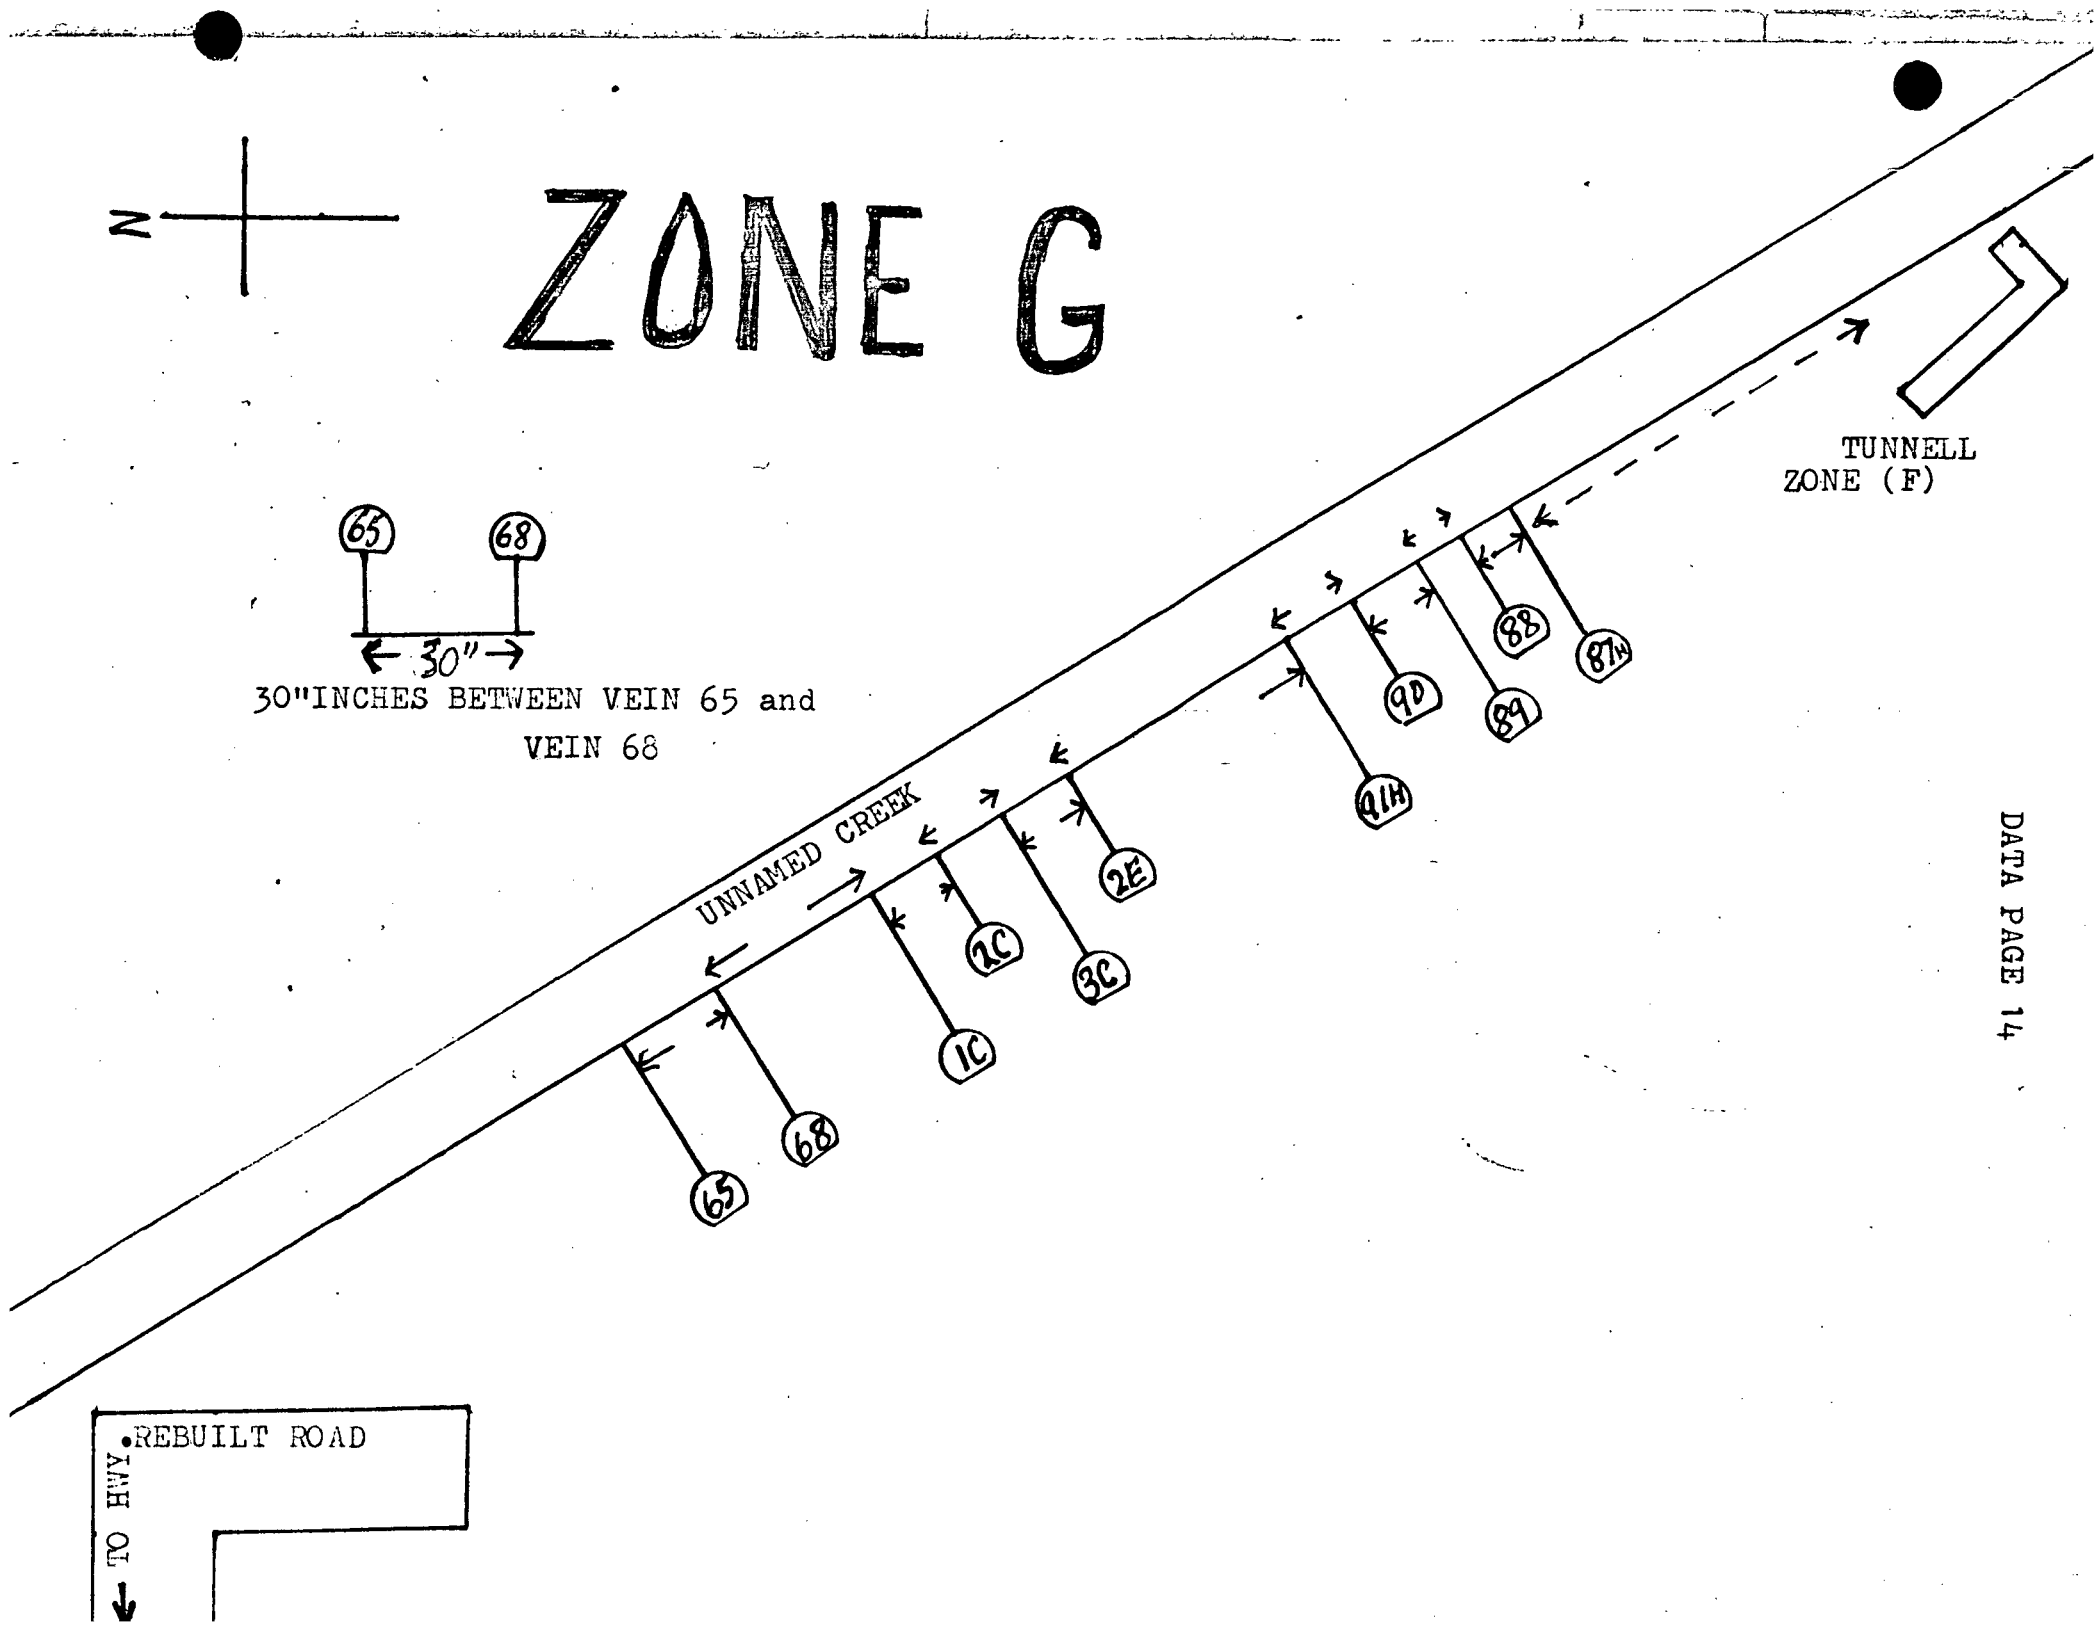 ZONE G
N
TUNNELL
ZONE (F)
65
68
30"
30"INCHES BETWEEN VEIN 65 and
VEIN 68
UNNAMED CREEK
87H
88
89
90
91H
2E
3C
2C
1C
68
65
DATA PAGE 14
REBUILT ROAD
TO HWY